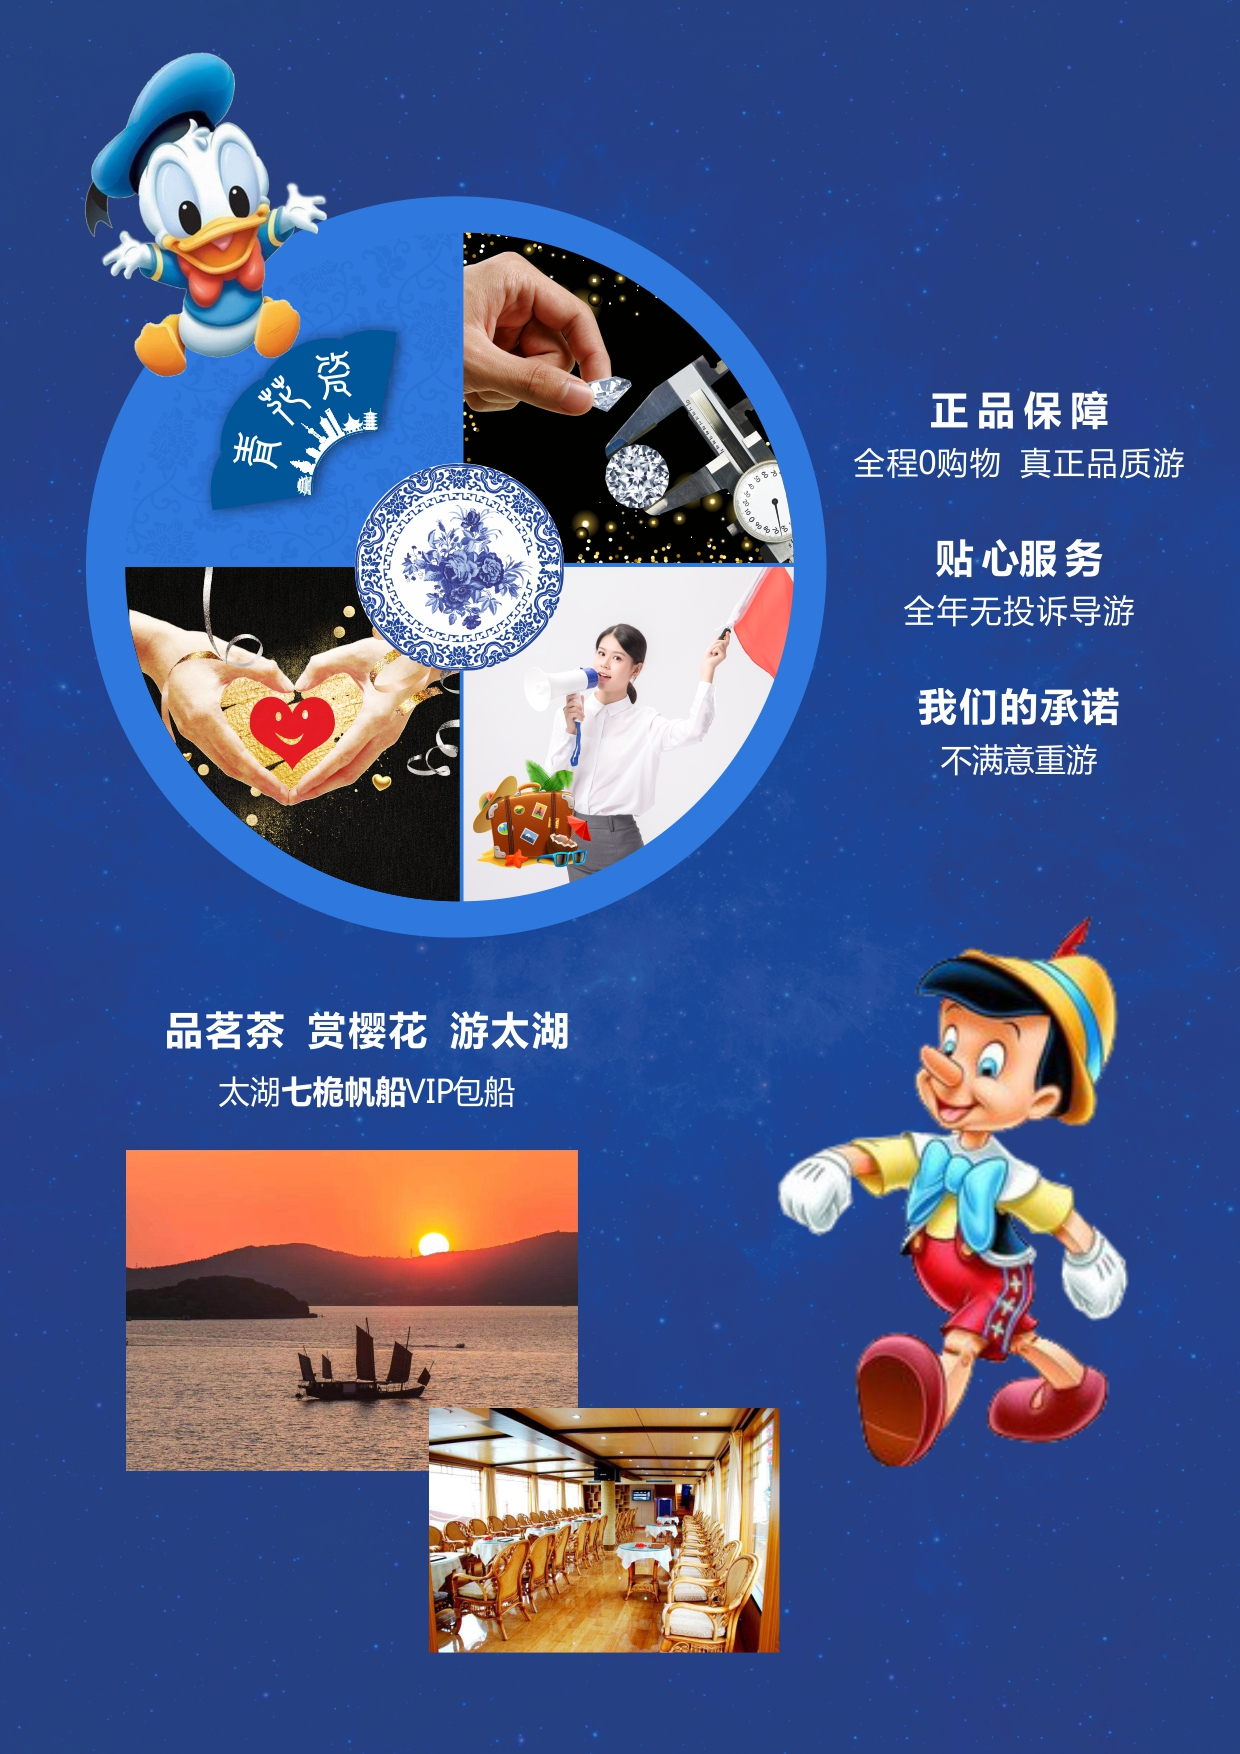 青花瓷
正品保障
全程0购物 真正品质游
贴心服务
全年无投诉导游
我们的承诺
不满意重游
品茗茶 赏樱花 游太湖
太湖七桅帆船VIP包船